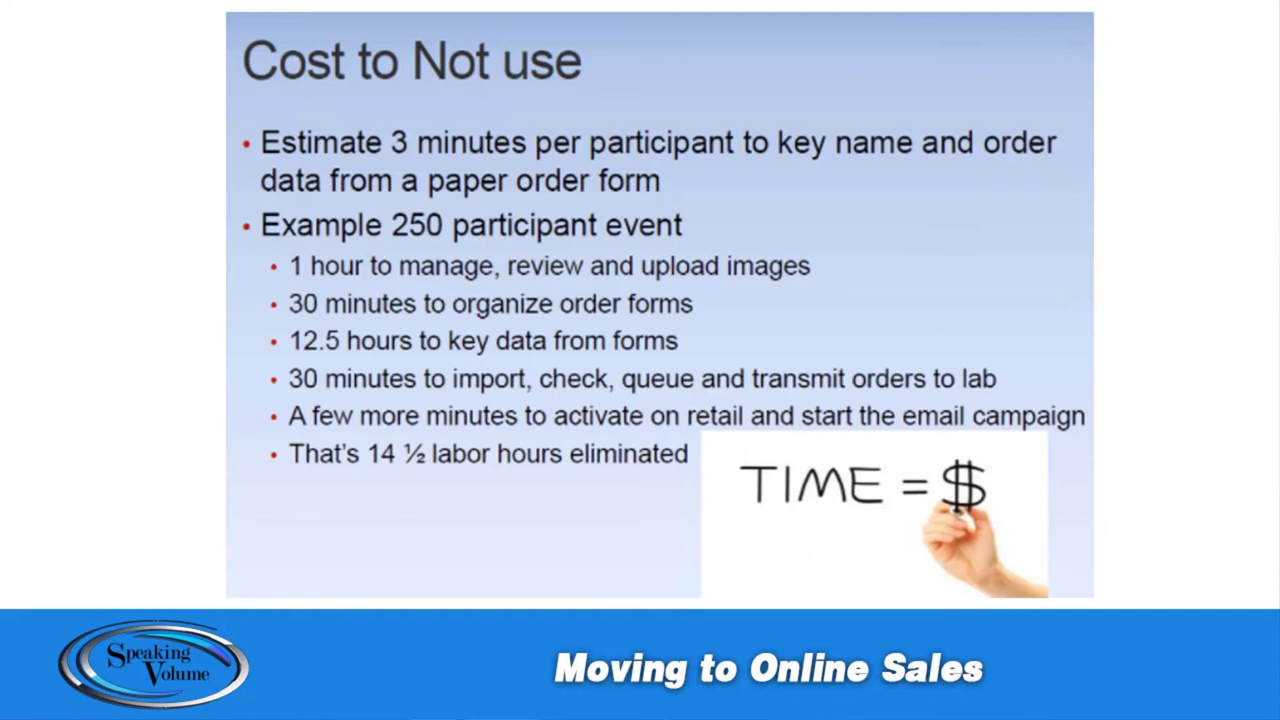 Cost to Not use
• Estimate 3 minutes per participant to key name and order
data from a paper order form
• Example 250 participant event
• 1 hour to manage, review and upload images
• 30 minutes to organize order forms
• 12.5 hours to key data from forms
• 30 minutes to import, check, queue and transmit orders to lab
• A few more minutes to activate on retail and start the email campaign
• That's 14 ½ labor hours eliminated
TIME = $
Speaking
Volume
Moving to Online Sales